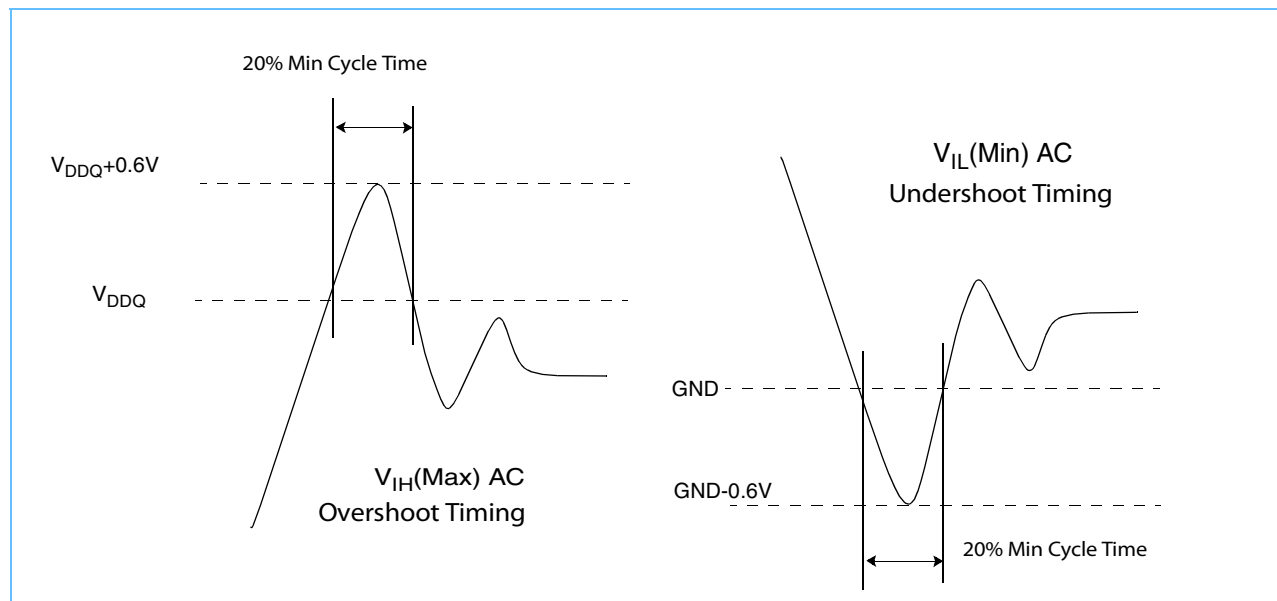 20% Min Cycle Time
VDDQ+0.6V
VDDQ
VIH(Max) AC
Overshoot Timing
VIL(Min) AC
Undershoot Timing
GND
GND-0.6V
20% Min Cycle Time